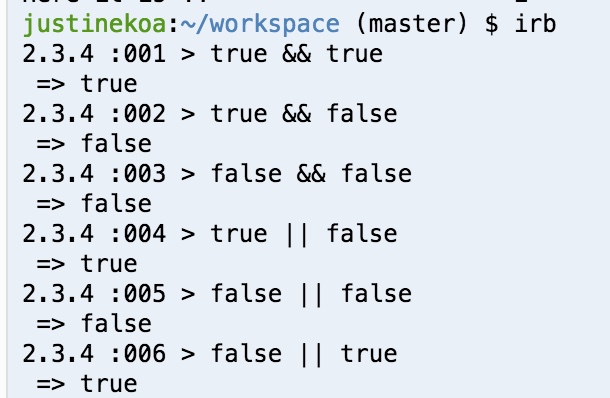 justinekoa:~/workspace (master) $ irb
2.3.4 :001 > true && true
 => true
2.3.4 :002 > true && false
 => false
2.3.4 :003 > false && false
 => false
2.3.4 :004 > true || false
 => true
2.3.4 :005 > false || false
 => false
2.3.4 :006 > false || true
 => true